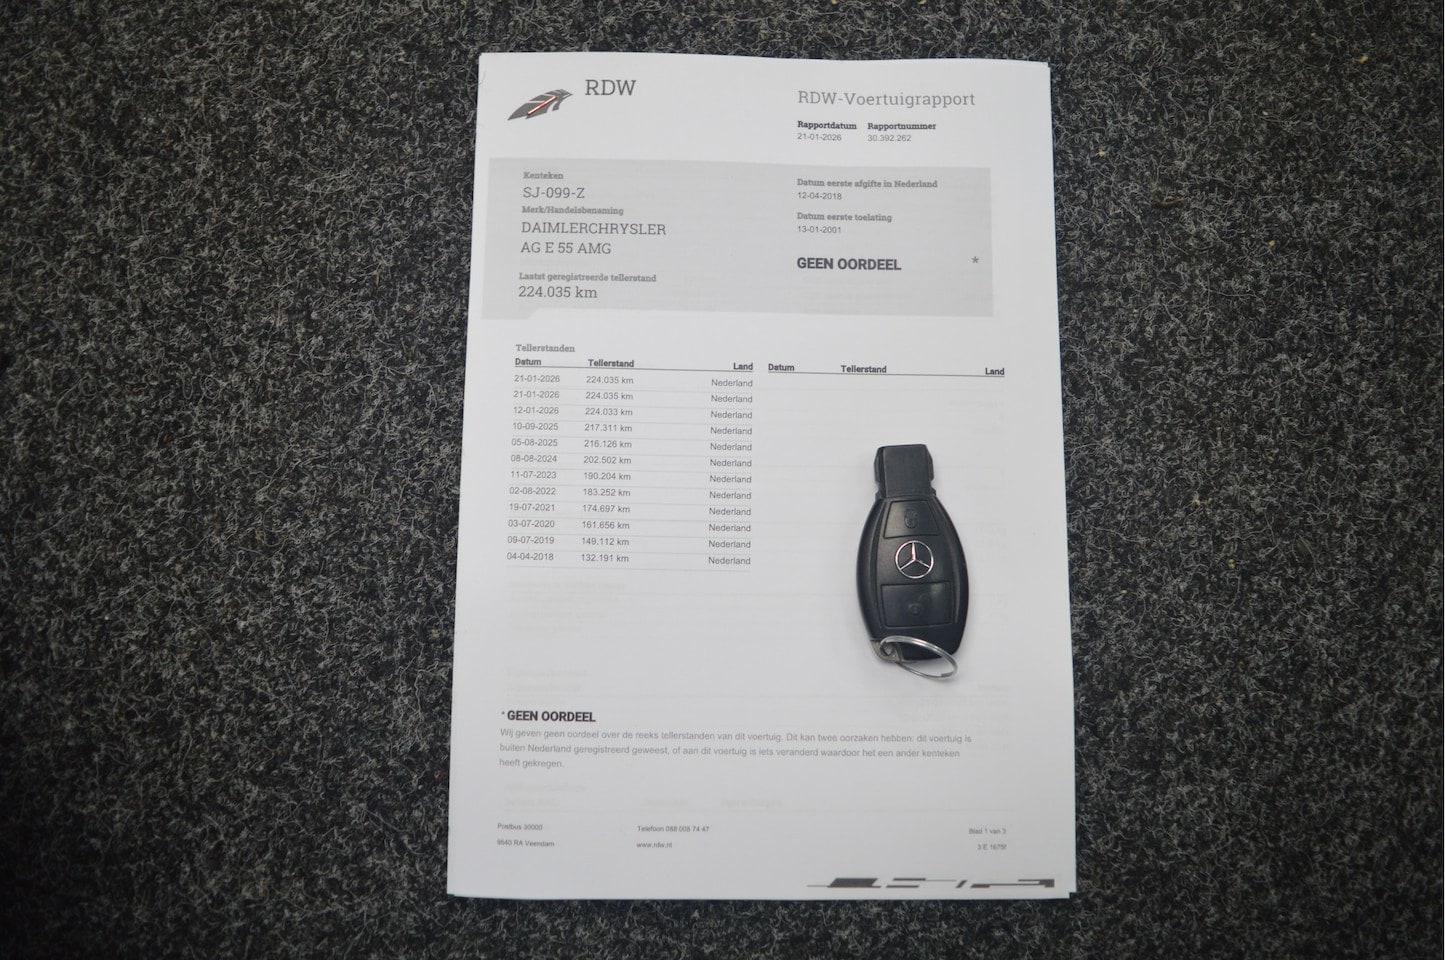 RDW
RDW-Voertuigrapport
Rapportdatum Rapportnummer
21-01-2026 30.392.262
Kenteken
SJ-099-Z
Merk/Handelsbenaming
DAIMLERCHRYSLER
AG E 55 AMG
Laatst geregistreerde tellerstand
224.035 km
Datum eerste afgifte in Nederland
12-04-2018
Datum eerste toelating
13-01-2001
GEEN OORDEEL *
Tellerstanden
Datum Tellerstand Land Datum Tellerstand Land
21-01-2026 224.035 km Nederland
21-01-2026 224.035 km Nederland
12-01-2026 224.033 km Nederland
10-09-2025 217.311 km Nederland
05-08-2025 216.126 km Nederland
08-08-2024 202.502 km Nederland
11-07-2023 190.204 km Nederland
02-08-2022 183.252 km Nederland
19-07-2021 174.697 km Nederland
03-07-2020 161.656 km Nederland
09-07-2019 149.112 km Nederland
04-04-2018 132.191 km Nederland
* GEEN OORDEEL
Wij geven geen oordeel over de reeks tellerstanden van dit voertuig. Dit kan twee oorzaken hebben: dit voertuig is
buiten Nederland geregistreerd geweest, of aan dit voertuig is iets veranderd waardoor het een ander kenteken
heeft gekregen.
Postbus 30000 Telefoon 088 008 74 47 Blad 1 van 3
9640 RA Veendam www.rdw.nl 3 E 1675f